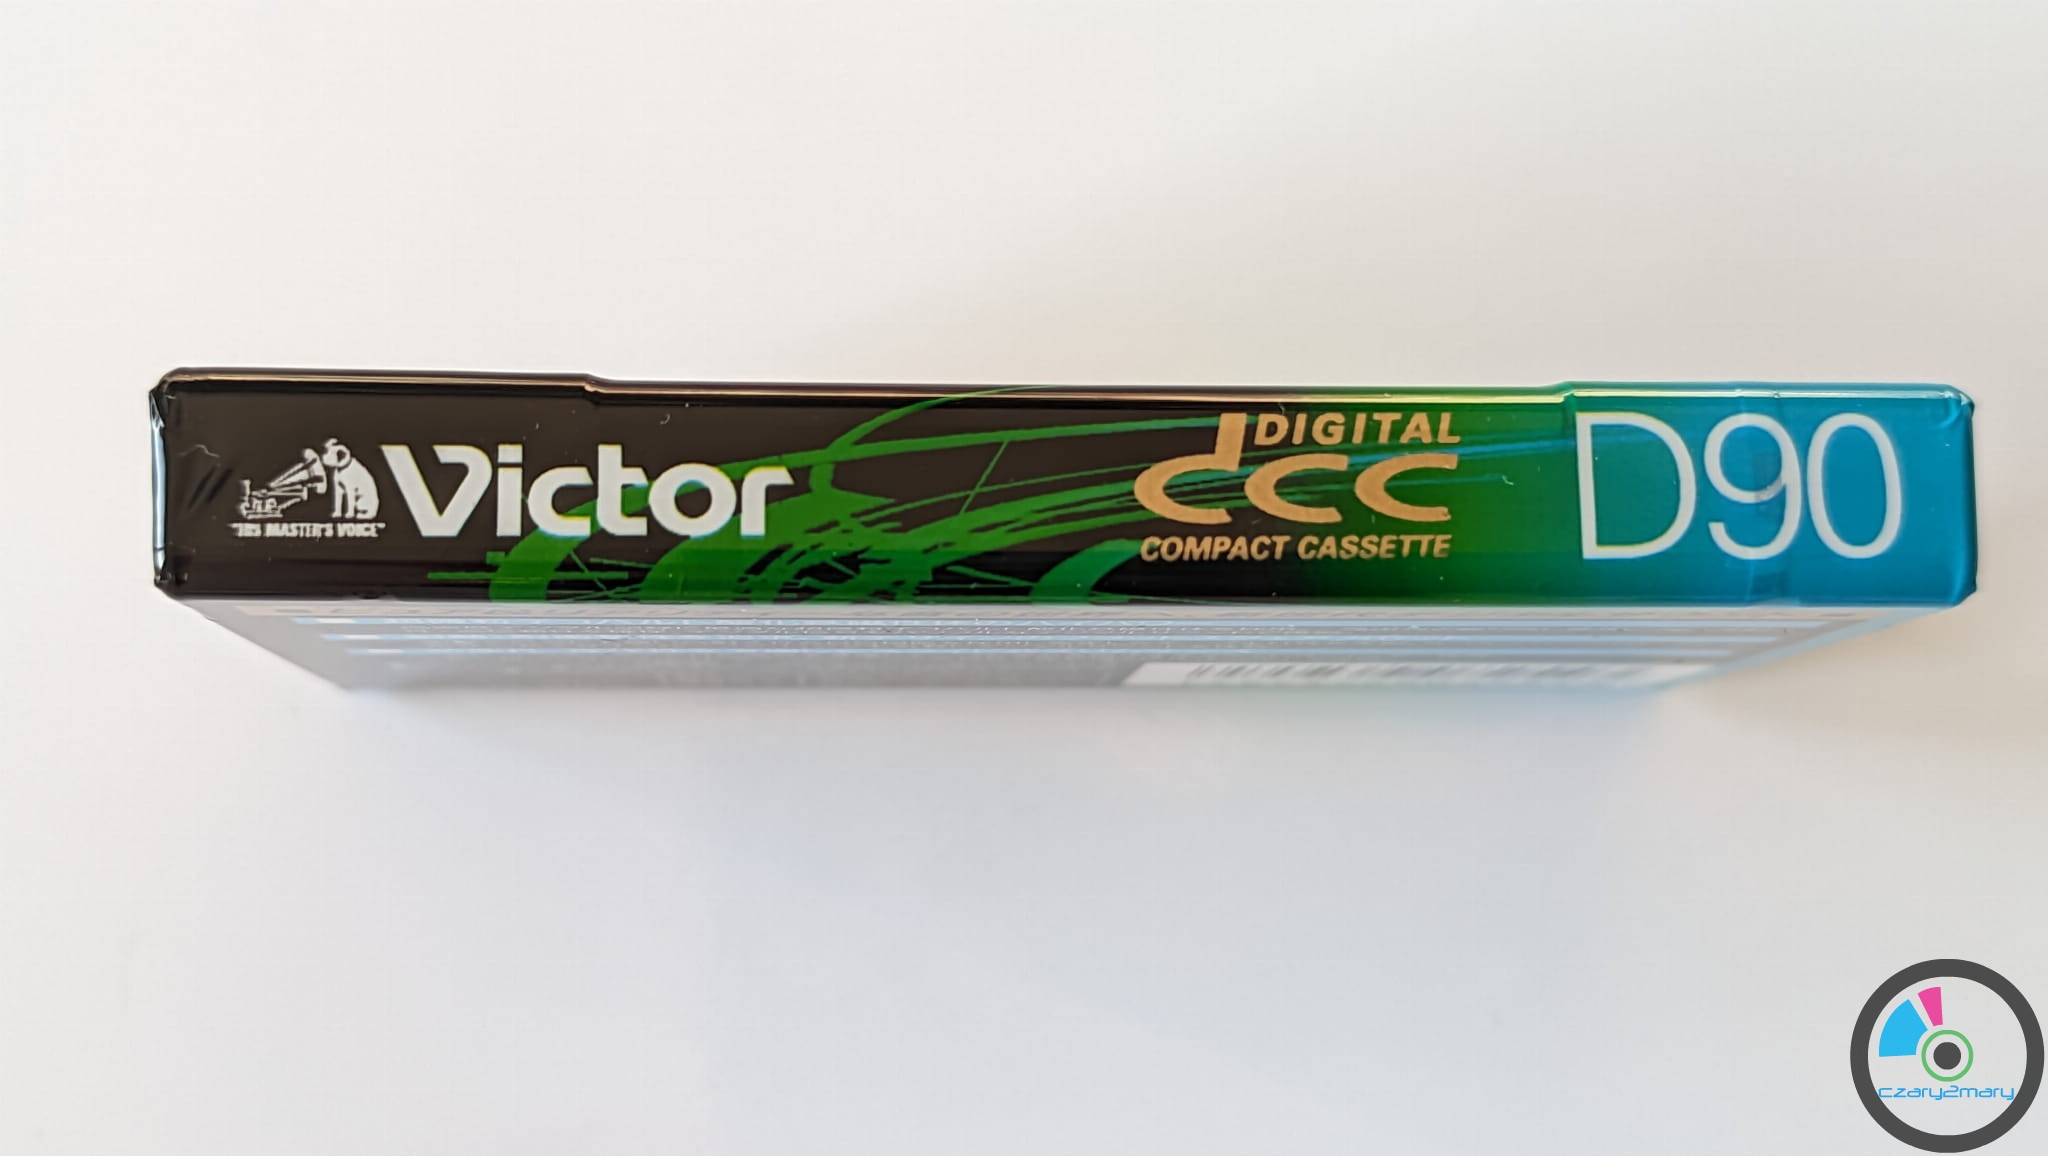 "HIS MASTER'S VOICE"
Victor
DIGITAL
dcc
COMPACT CASSETTE
D90
czary2mary